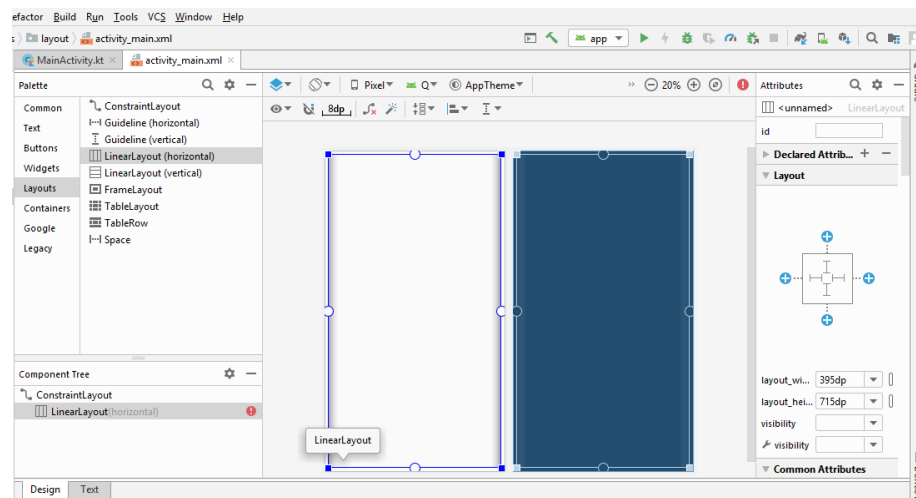 efactor Build Run Tools VCS Window Help
layout activity_main.xml app
MainActivity.kt × activity_main.xml ×
Palette
Common
Text
Buttons
Widgets
Layouts
Containers
Google
Legacy
ConstraintLayout
Guideline (horizontal)
Guideline (vertical)
LinearLayout (horizontal)
LinearLayout (vertical)
FrameLayout
TableLayout
TableRow
Space
Pixel Q AppTheme 20%
8dp
LinearLayout
Component Tree
ConstraintLayout
LinearLayout(horizontal)
Attributes
<unnamed> LinearLayout
id
Declared Attrib...
Layout
layout_wi... 395dp
layout_hei... 715dp
visibility
visibility
Common Attributes
Design Text